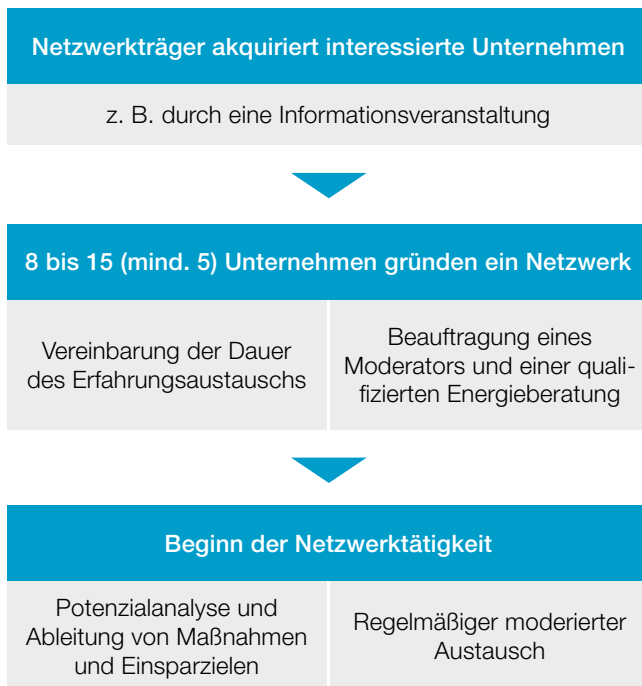 Netzwerkträger akquiriert interessierte Unternehmen
z. B. durch eine Informationsveranstaltung
8 bis 15 (mind. 5) Unternehmen gründen ein Netzwerk
Vereinbarung der Dauer
des Erfahrungsaustauschs
Beauftragung eines
Moderators und einer quali-
fizierten Energieberatung
Beginn der Netzwerktätigkeit
Potenzialanalyse und
Ableitung von Maßnahmen
und Einsparzielen
Regelmäßiger moderierter
Austausch